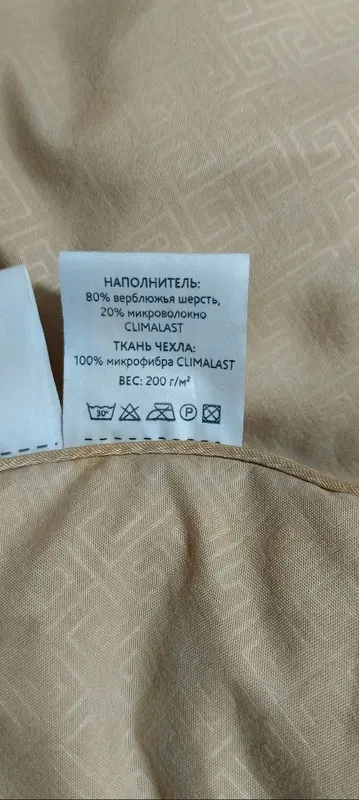 НАПОЛНИТЕЛЬ:
80% верблюжья шерсть,
20% микроволокно
CLIMALAST
ТКАНЬ ЧЕХЛА:
100% микрофибра CLIMALAST
ВЕС: 200 г/м²
30° P